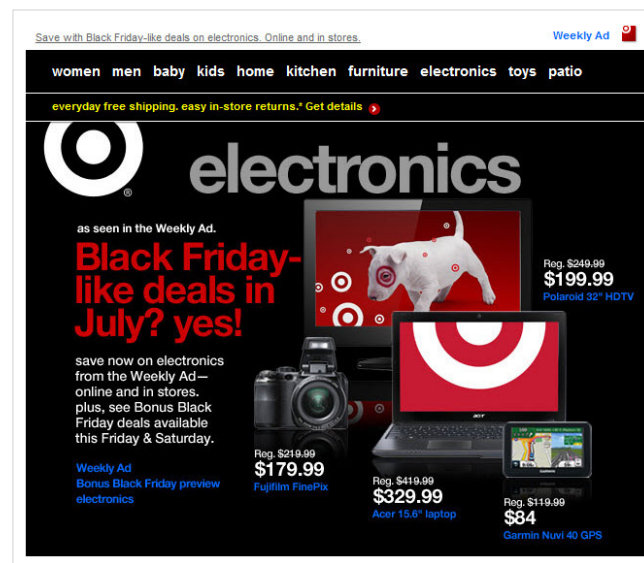 Save with Black Friday-like deals on electronics. Online and in stores.
Weekly Ad
women men baby kids home kitchen furniture electronics toys patio
everyday free shipping. easy in-store returns.* Get details
®
electronics
as seen in the Weekly Ad.
Black Friday-
like deals in
July? yes!
save now on electronics
from the Weekly Ad—
online and in stores.
plus, see Bonus Black
Friday deals available
this Friday & Saturday.
Weekly Ad
Bonus Black Friday preview
electronics
Reg. $249.99
$199.99
Polaroid 32" HDTV
Reg. $219.99
$179.99
Fujifilm FinePix
acer
Reg. $419.99
$329.99
Acer 15.6" laptop
GARMIN
Reg. $119.99
$84
Garmin Nuvi 40 GPS